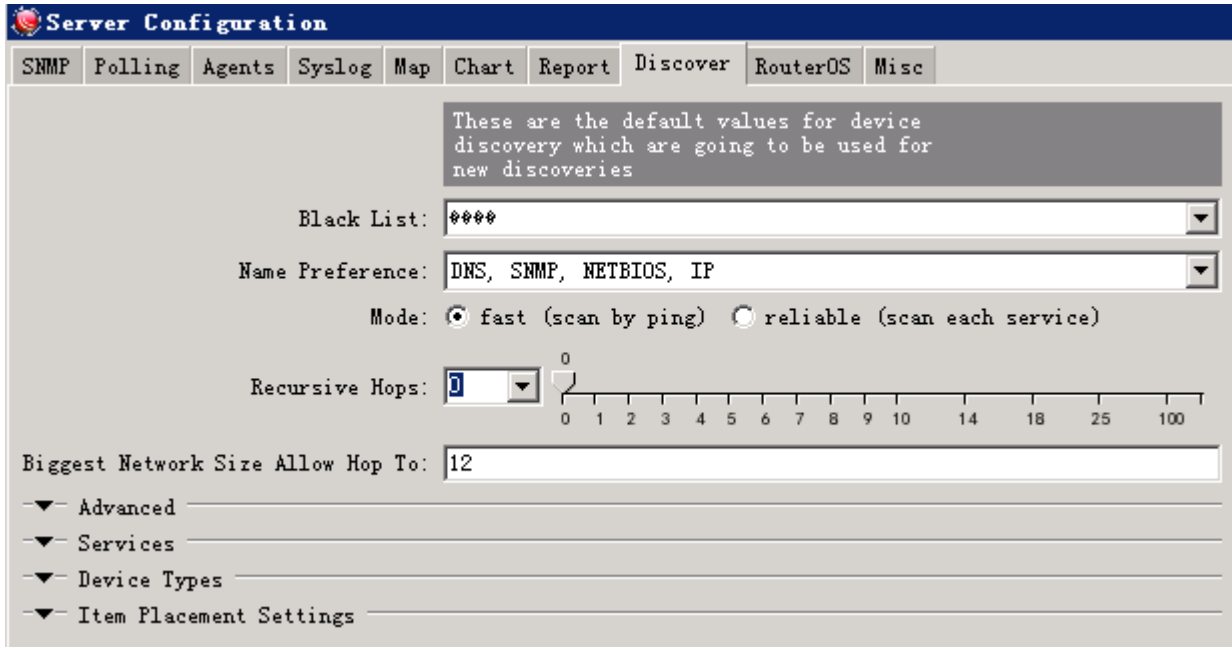 Server Configuration
SNMP Polling Agents Syslog Map Chart Report Discover RouterOS Misc
These are the default values for device
discovery which are going to be used for
new discoveries
Black List:
Name Preference: DNS, SNMP, NETBIOS, IP
Mode: fast (scan by ping) reliable (scan each service)
0
Recursive Hops: 0
0 1 2 3 4 5 6 7 8 9 10 14 18 25 100
Biggest Network Size Allow Hop To: 12
Advanced
Services
Device Types
Item Placement Settings